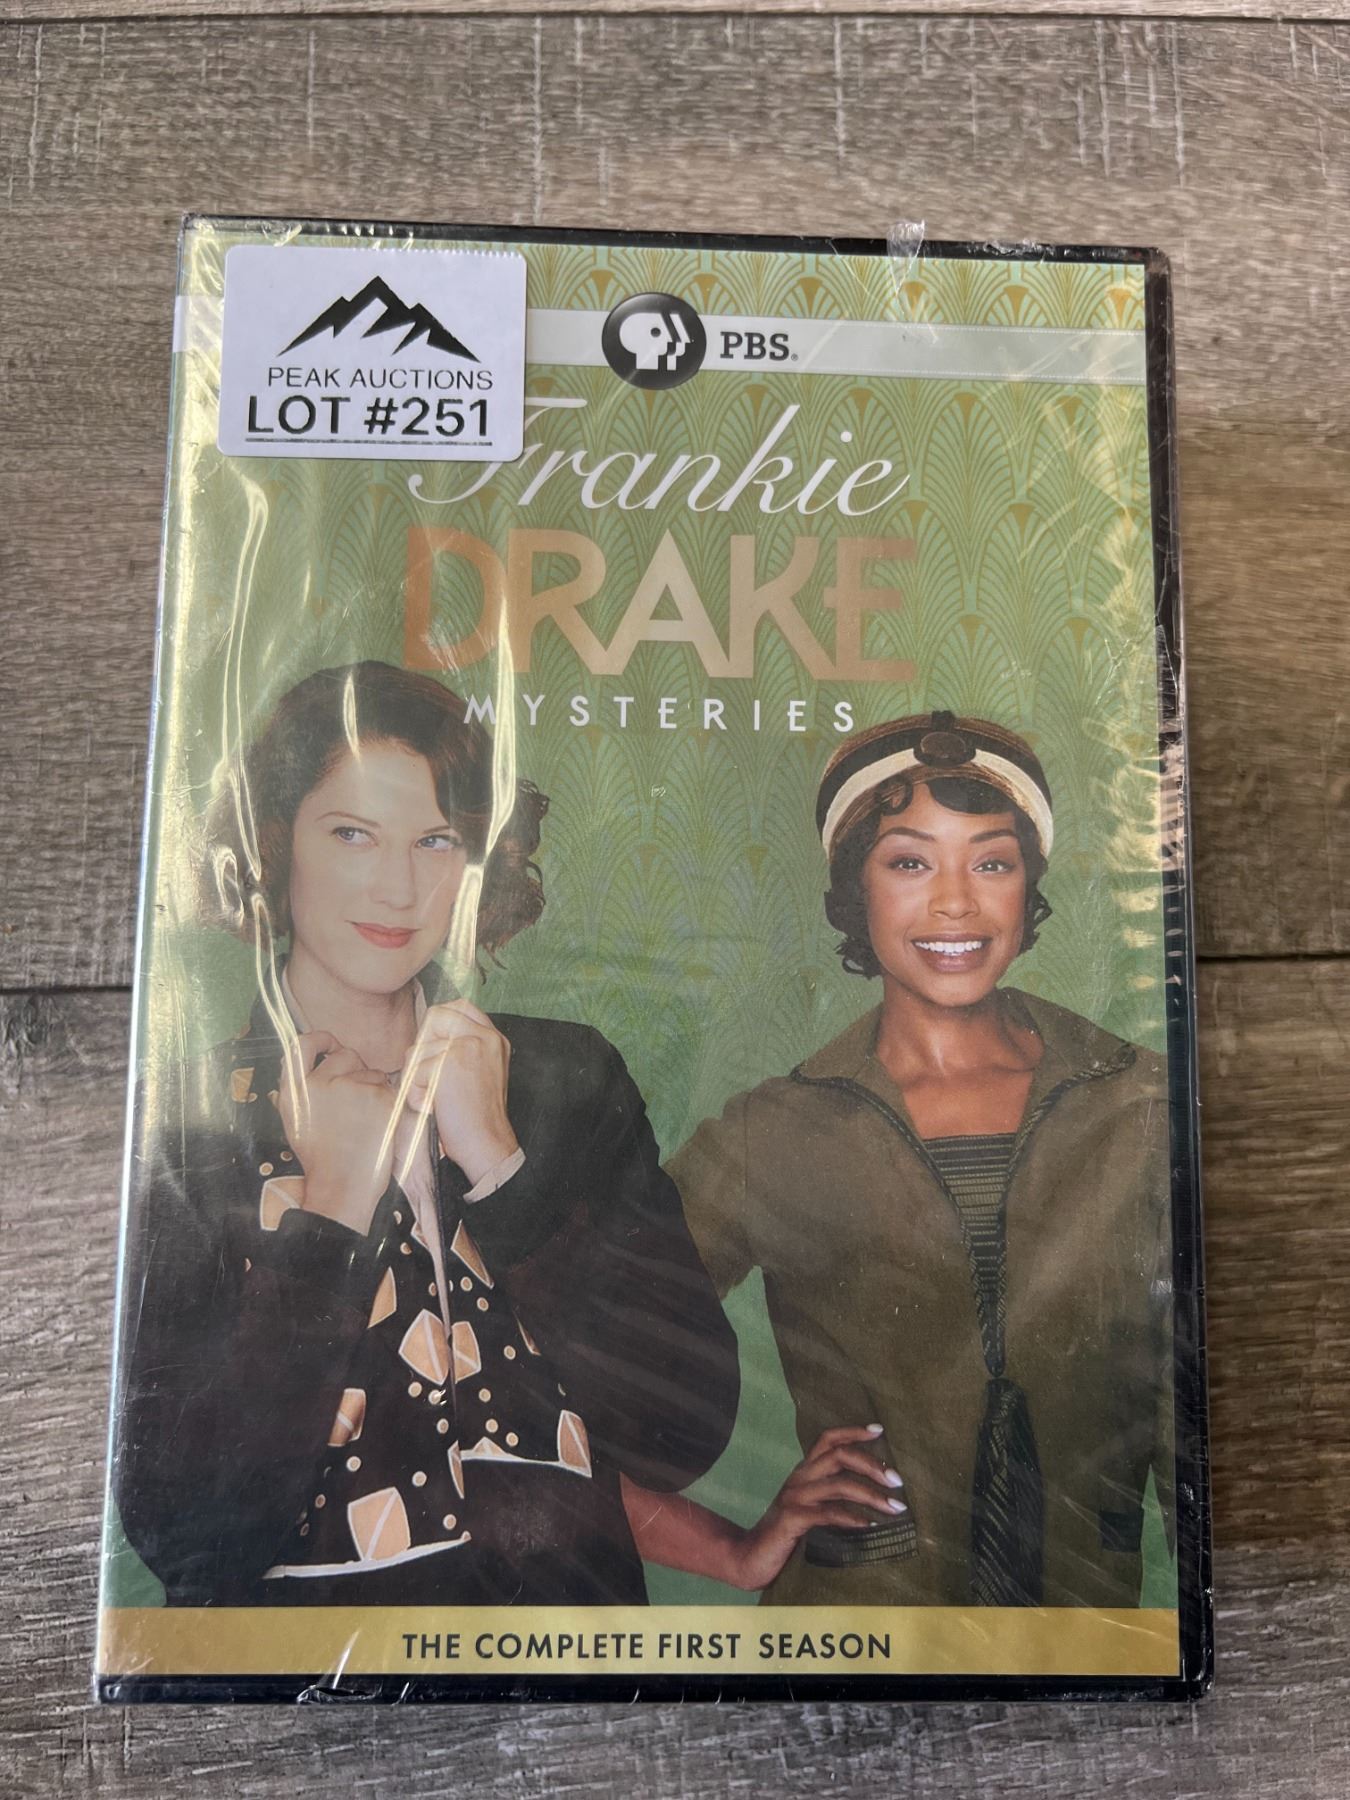 PEAK AUCTIONS
LOT #251
PBS.
Frankie
DRAKE
MYSTERIES
THE COMPLETE FIRST SEASON